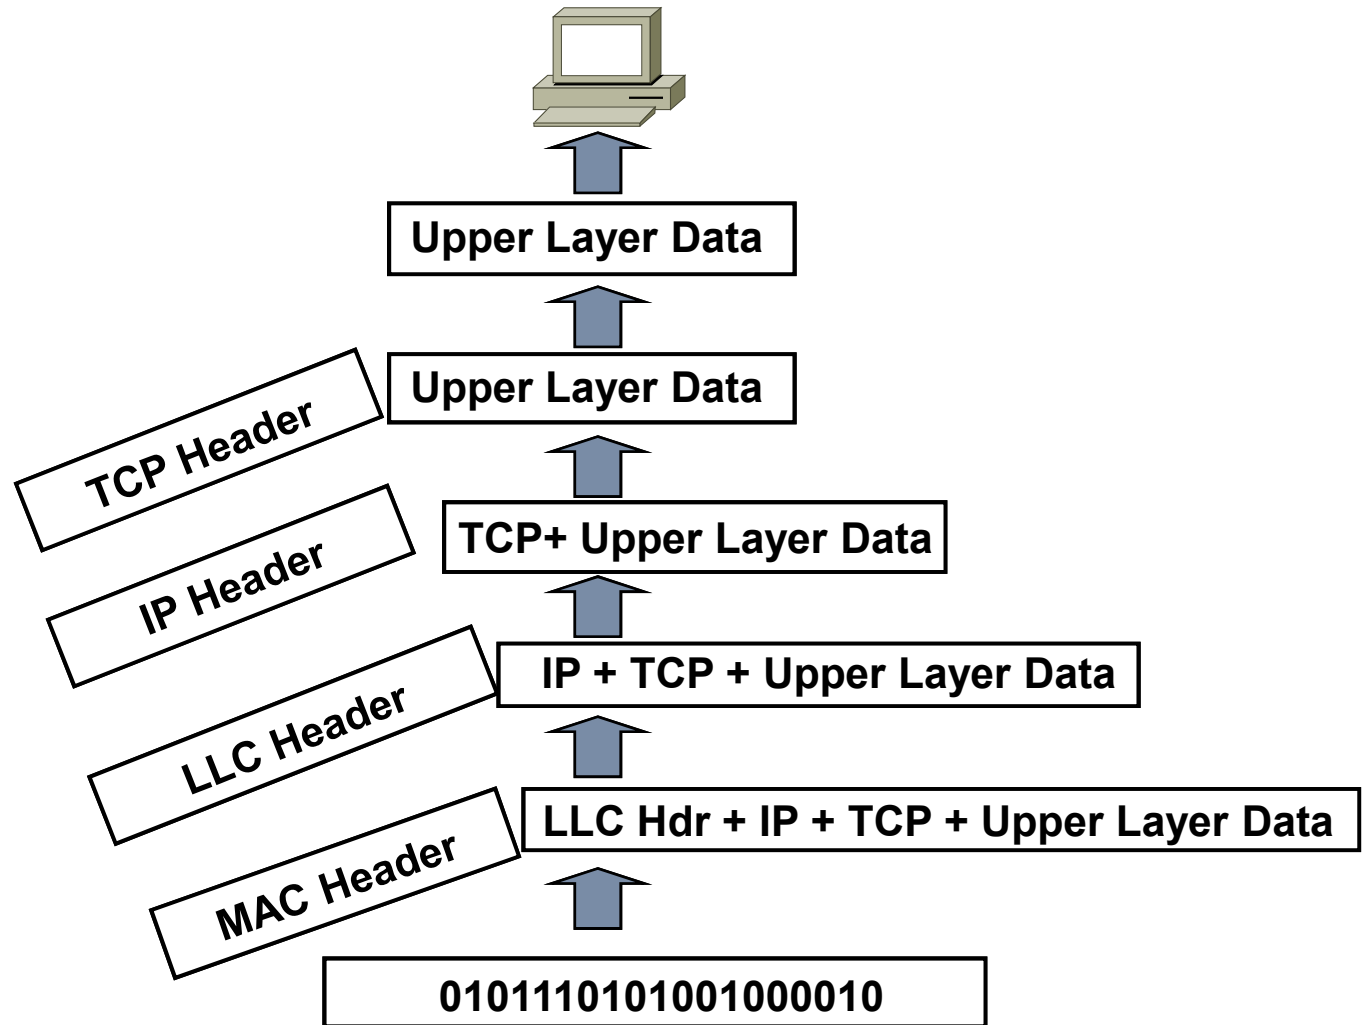 Upper Layer Data
TCP Header
Upper Layer Data
IP Header
TCP+ Upper Layer Data
LLC Header
IP + TCP + Upper Layer Data
MAC Header
LLC Hdr + IP + TCP + Upper Layer Data
0101110101001000010